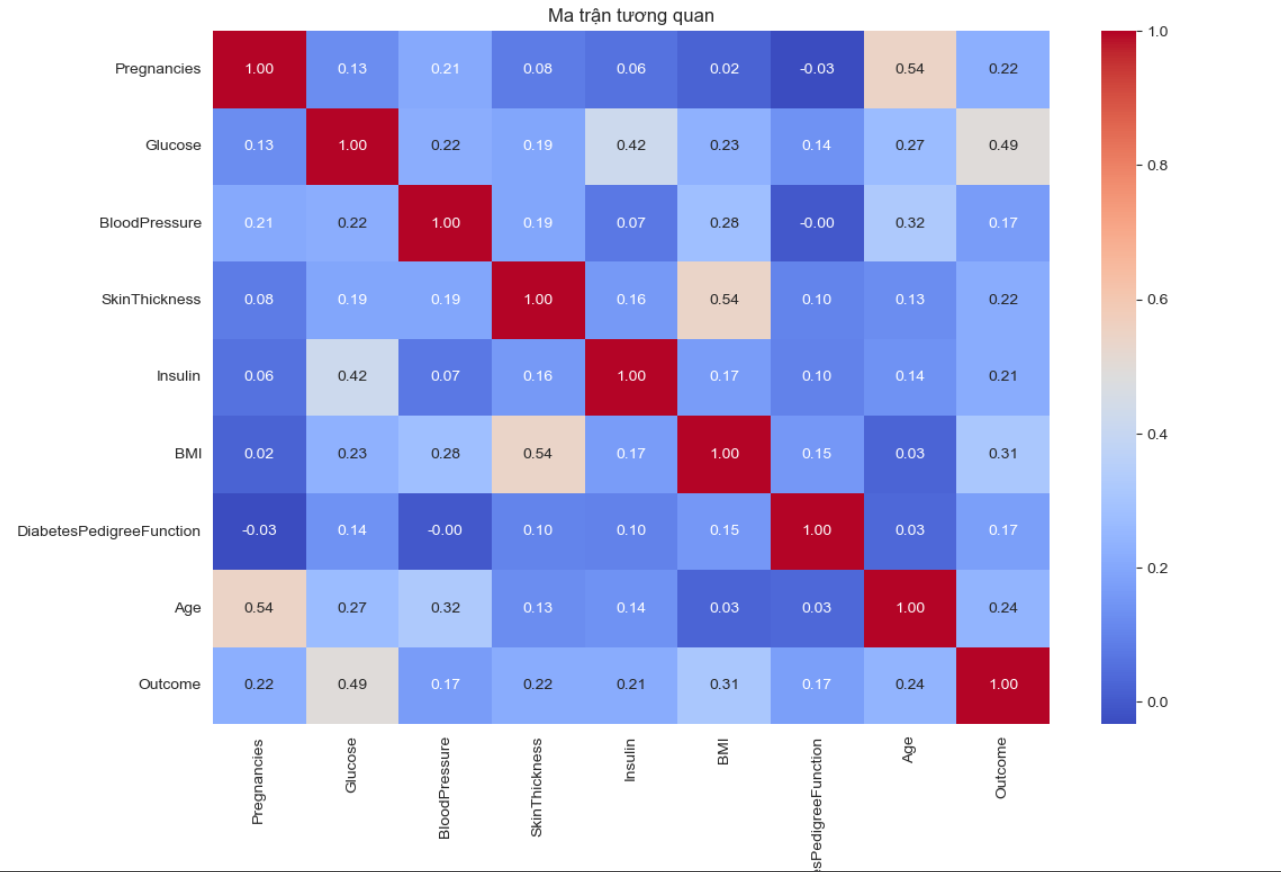 Ma trận tương quan
Pregnancies 1.00 0.13 0.21 0.08 0.06 0.02 -0.03 0.54 0.22
Glucose 0.13 1.00 0.22 0.19 0.42 0.23 0.14 0.27 0.49
BloodPressure 0.21 0.22 1.00 0.19 0.07 0.28 -0.00 0.32 0.17
SkinThickness 0.08 0.19 0.19 1.00 0.16 0.54 0.10 0.13 0.22
Insulin 0.06 0.42 0.07 0.16 1.00 0.17 0.10 0.14 0.21
BMI 0.02 0.23 0.28 0.54 0.17 1.00 0.15 0.03 0.31
DiabetesPedigreeFunction -0.03 0.14 -0.00 0.10 0.10 0.15 1.00 0.03 0.17
Age 0.54 0.27 0.32 0.13 0.14 0.03 0.03 1.00 0.24
Outcome 0.22 0.49 0.17 0.22 0.21 0.31 0.17 0.24 1.00
Pregnancies
Glucose
BloodPressure
SkinThickness
Insulin
BMI
sPedigreeFunction
Age
Outcome
1.0
0.8
0.6
0.4
0.2
0.0